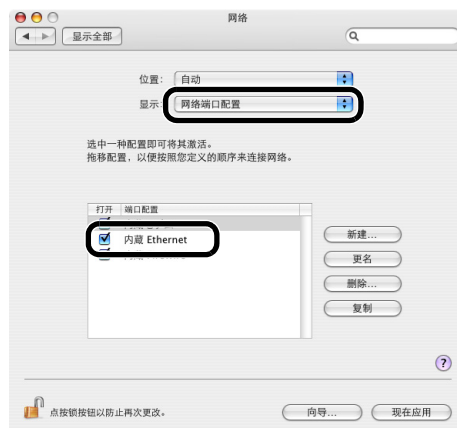 网络
显示全部
位置: 自动
显示: 网络端口配置
选中一种配置即可将其激活。
拖移配置，以便按照您定义的顺序来连接网络。
打开 端口配置
内藏 Ethernet
新建...
更名
删除...
复制
?
点按锁按钮以防止再次更改。
向导...
现在应用